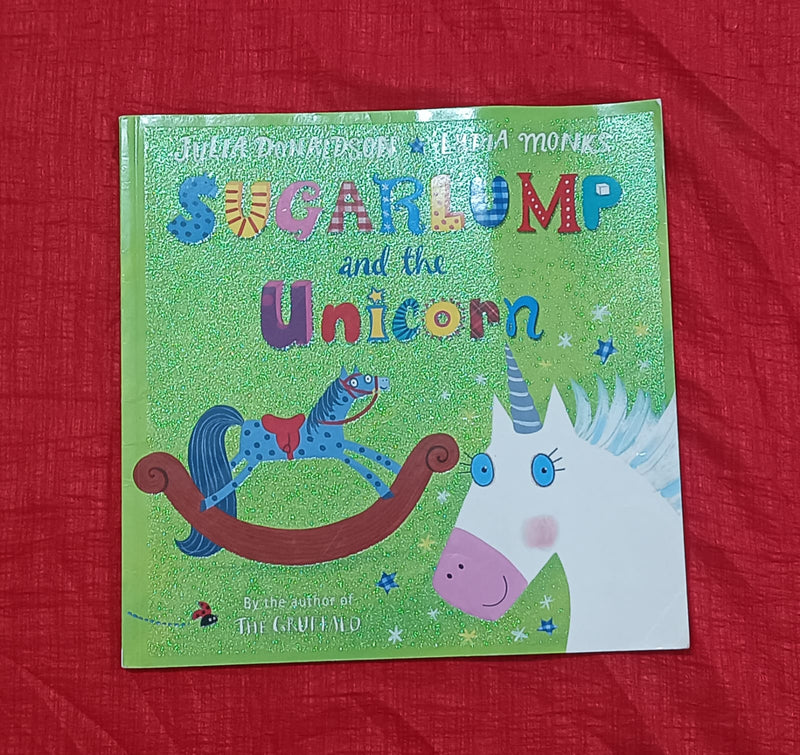 JULIA DONALDSON ★ LYDIA MONKS
SUGARLUMP
and the
Unicorn
By the author of
THE GRUFFALO